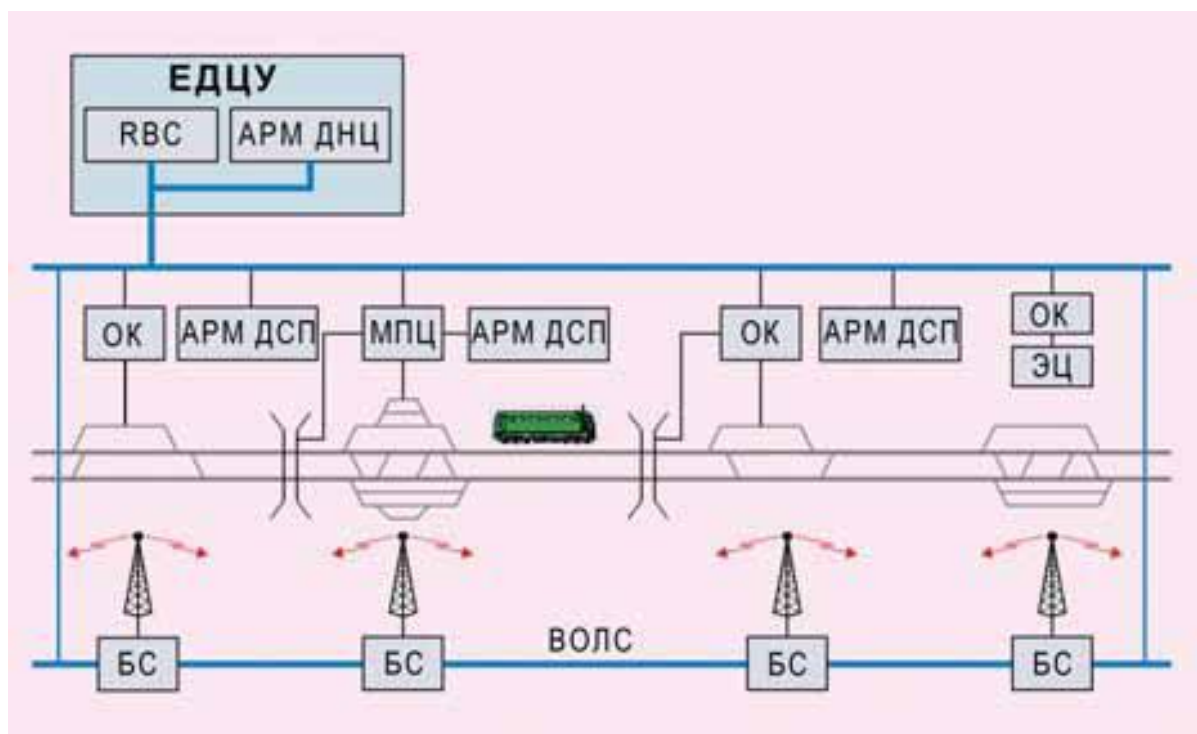 ЕДЦУ
RBC АРМ ДНЦ
ОК АРМ ДСП МПЦ АРМ ДСП ОК АРМ ДСП ОК
ЭЦ
ВОЛС
БС БС БС БС